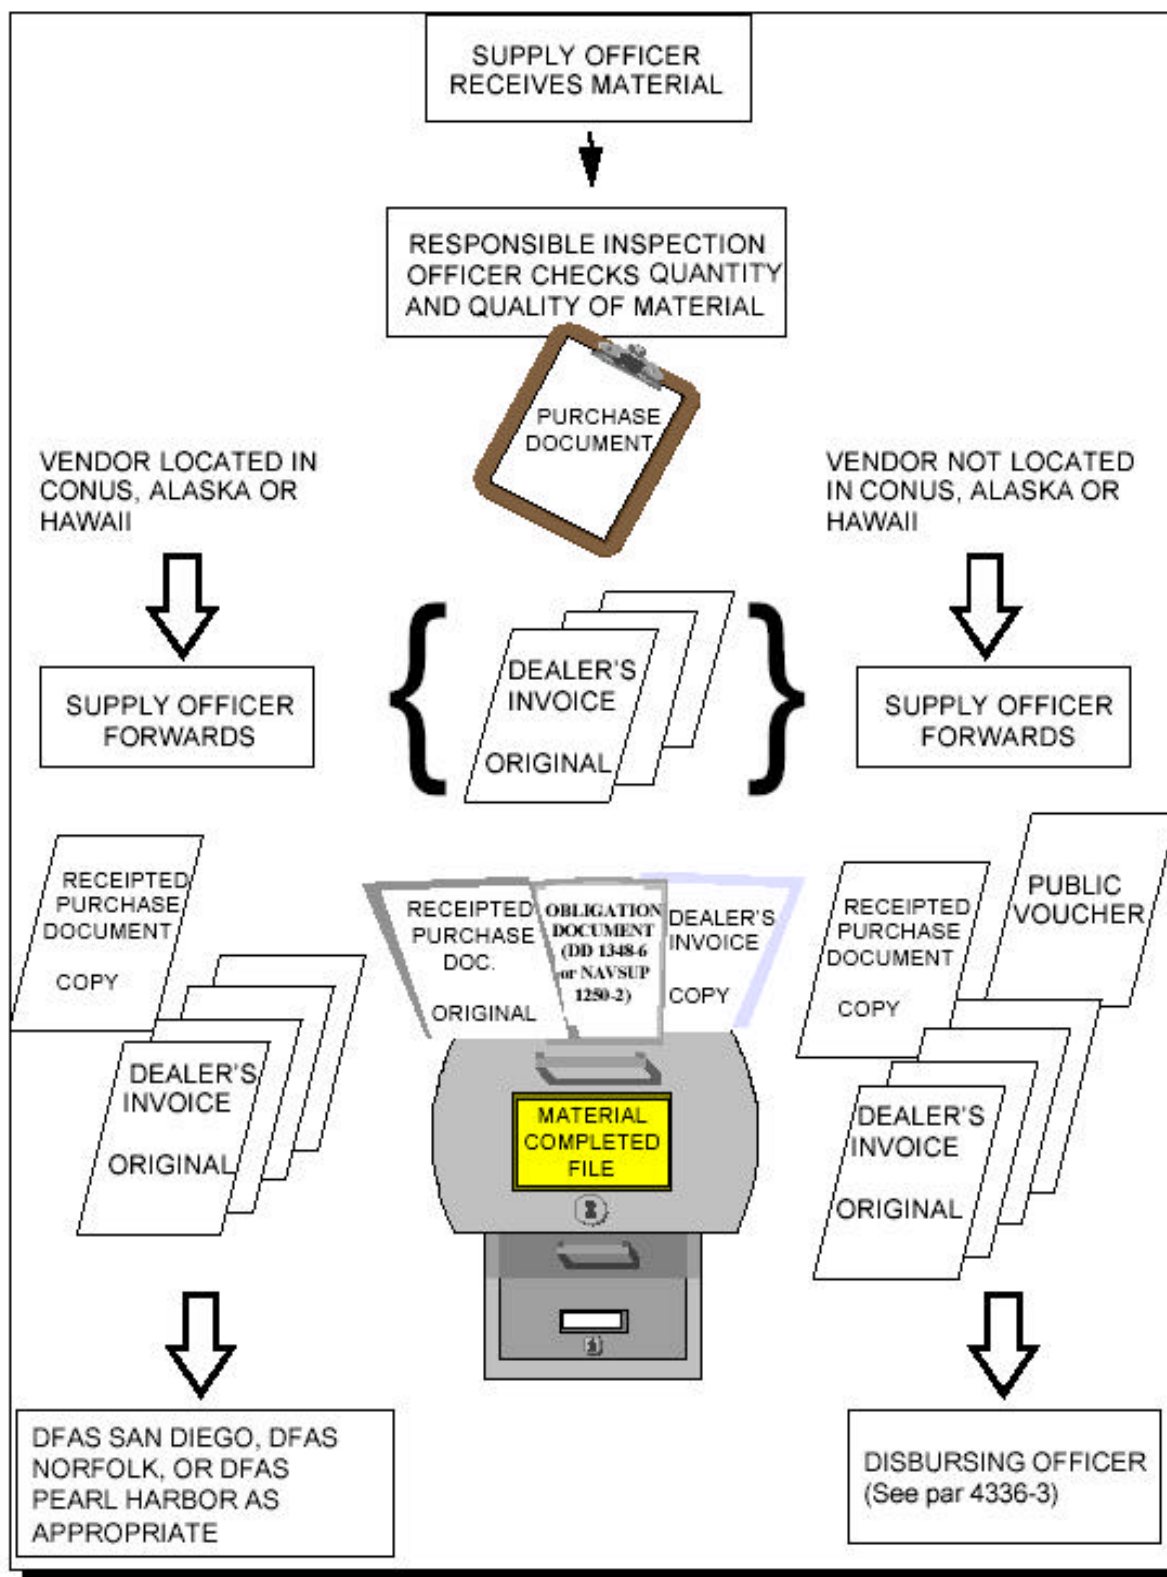 SUPPLY OFFICER
RECEIVES MATERIAL
RESPONSIBLE INSPECTION
OFFICER CHECKS QUANTITY
AND QUALITY OF MATERIAL
PURCHASE
DOCUMENT
VENDOR LOCATED IN
CONUS, ALASKA OR
HAWAII
VENDOR NOT LOCATED
IN CONUS, ALASKA OR
HAWAII
SUPPLY OFFICER
FORWARDS
{
DEALER'S
INVOICE
ORIGINAL
}
SUPPLY OFFICER
FORWARDS
RECEIPTED
PURCHASE
DOCUMENT
COPY
DEALER'S
INVOICE
ORIGINAL
RECEIPTED
PURCHASE
DOC.
ORIGINAL
OBLIGATION
DOCUMENT
(DD 1348-6
or NAVSUP
1250-2)
DEALER'S
INVOICE
COPY
MATERIAL
COMPLETED
FILE
2
1
PUBLIC
VOUCHER
RECEIPTED
PURCHASE
DOCUMENT
COPY
DEALER'S
INVOICE
ORIGINAL
DFAS SAN DIEGO, DFAS
NORFOLK, OR DFAS
PEARL HARBOR AS
APPROPRIATE
DISBURSING OFFICER
(See par 4336-3)